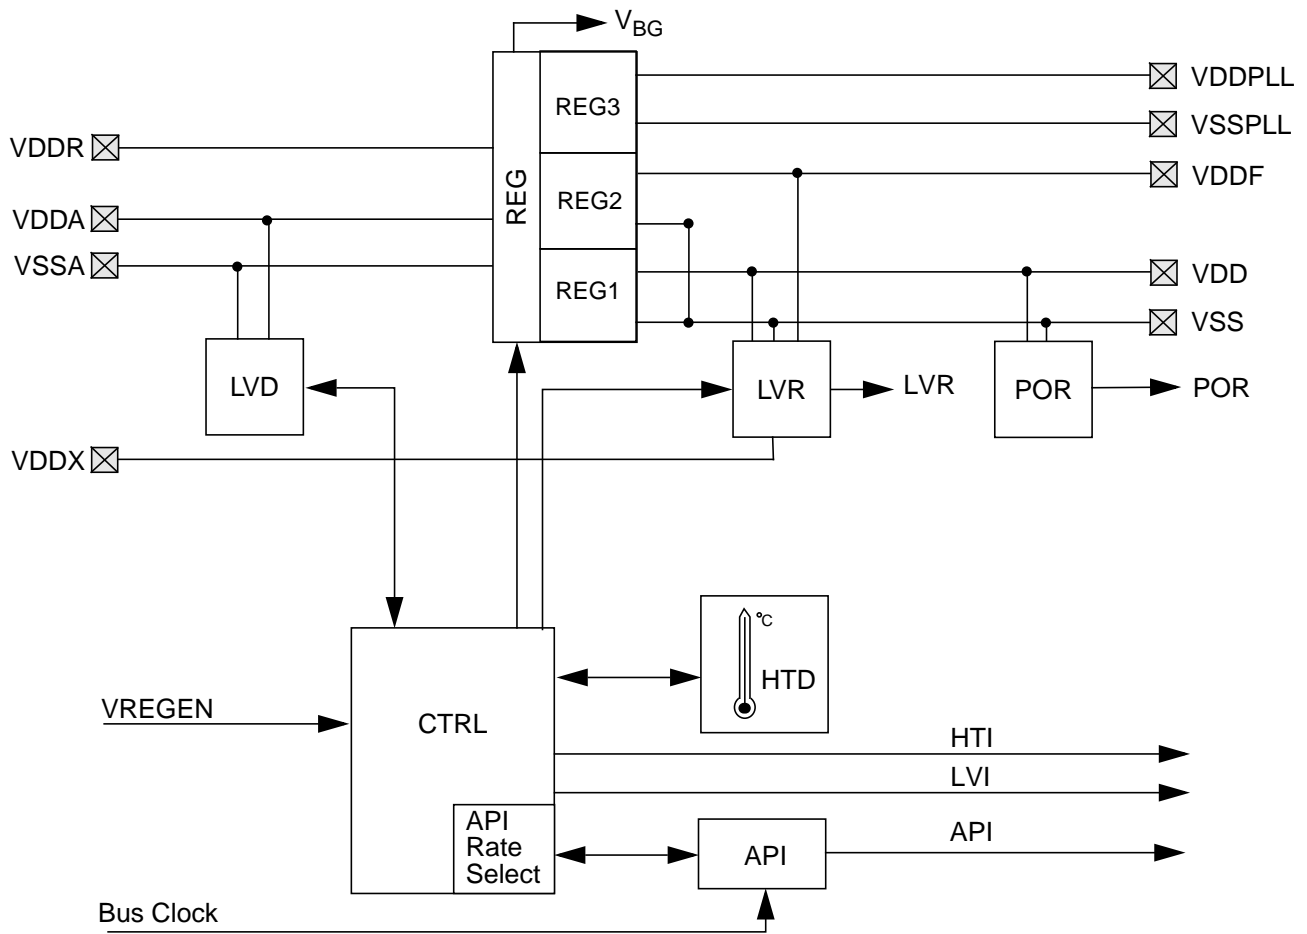 VBG
VDDPLL
REG3
VSSPLL
VDDR
VDDF
REG
REG2
VDDA
VSSA
VDD
REG1
VSS
LVD
LVR
LVR
POR
POR
VDDX
°C
HTD
VREGEN
CTRL
HTI
LVI
API
Rate
Select
API
API
Bus Clock